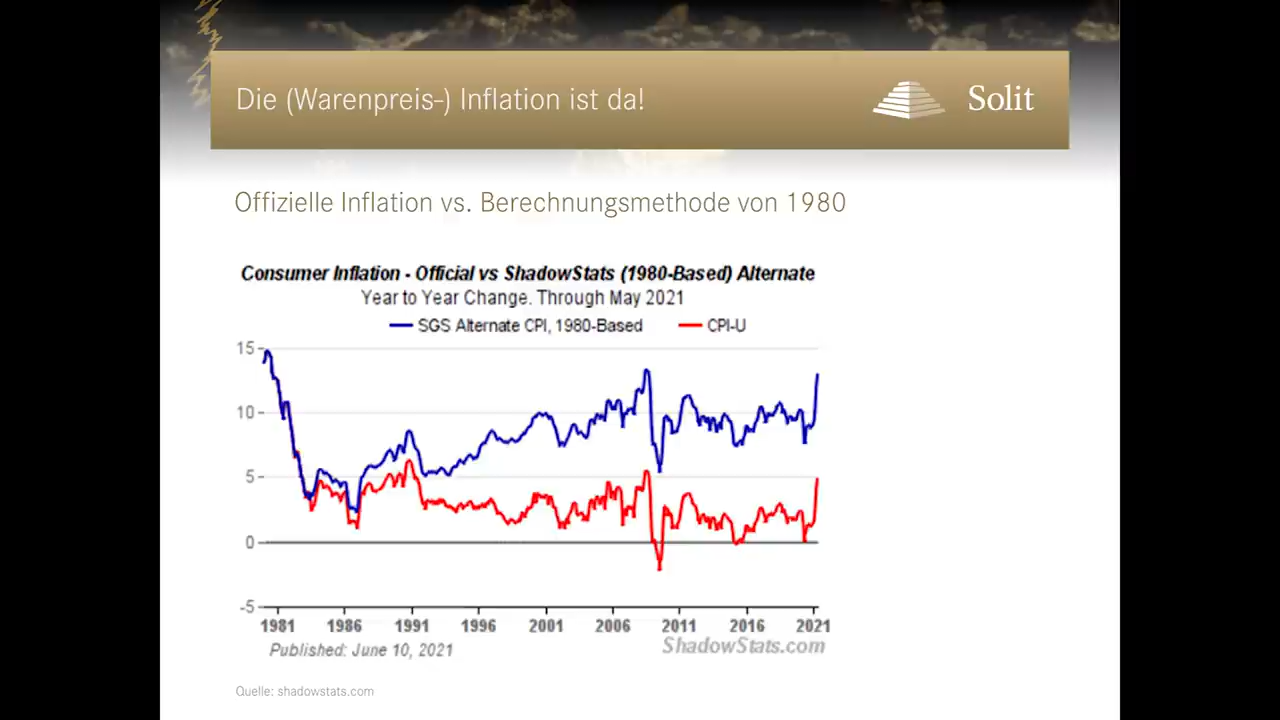 Die (Warenpreis-) Inflation ist da!
Solit
Offizielle Inflation vs. Berechnungsmethode von 1980
Consumer Inflation - Official vs ShadowStats (1980-Based) Alternate
Year to Year Change. Through May 2021
SGS Alternate CPI, 1980-Based CPI-U
15
10
5
0
-5
1981 1986 1991 1996 2001 2006 2011 2016 2021
Published: June 10, 2021 ShadowStats.com
Quelle: shadowstats.com